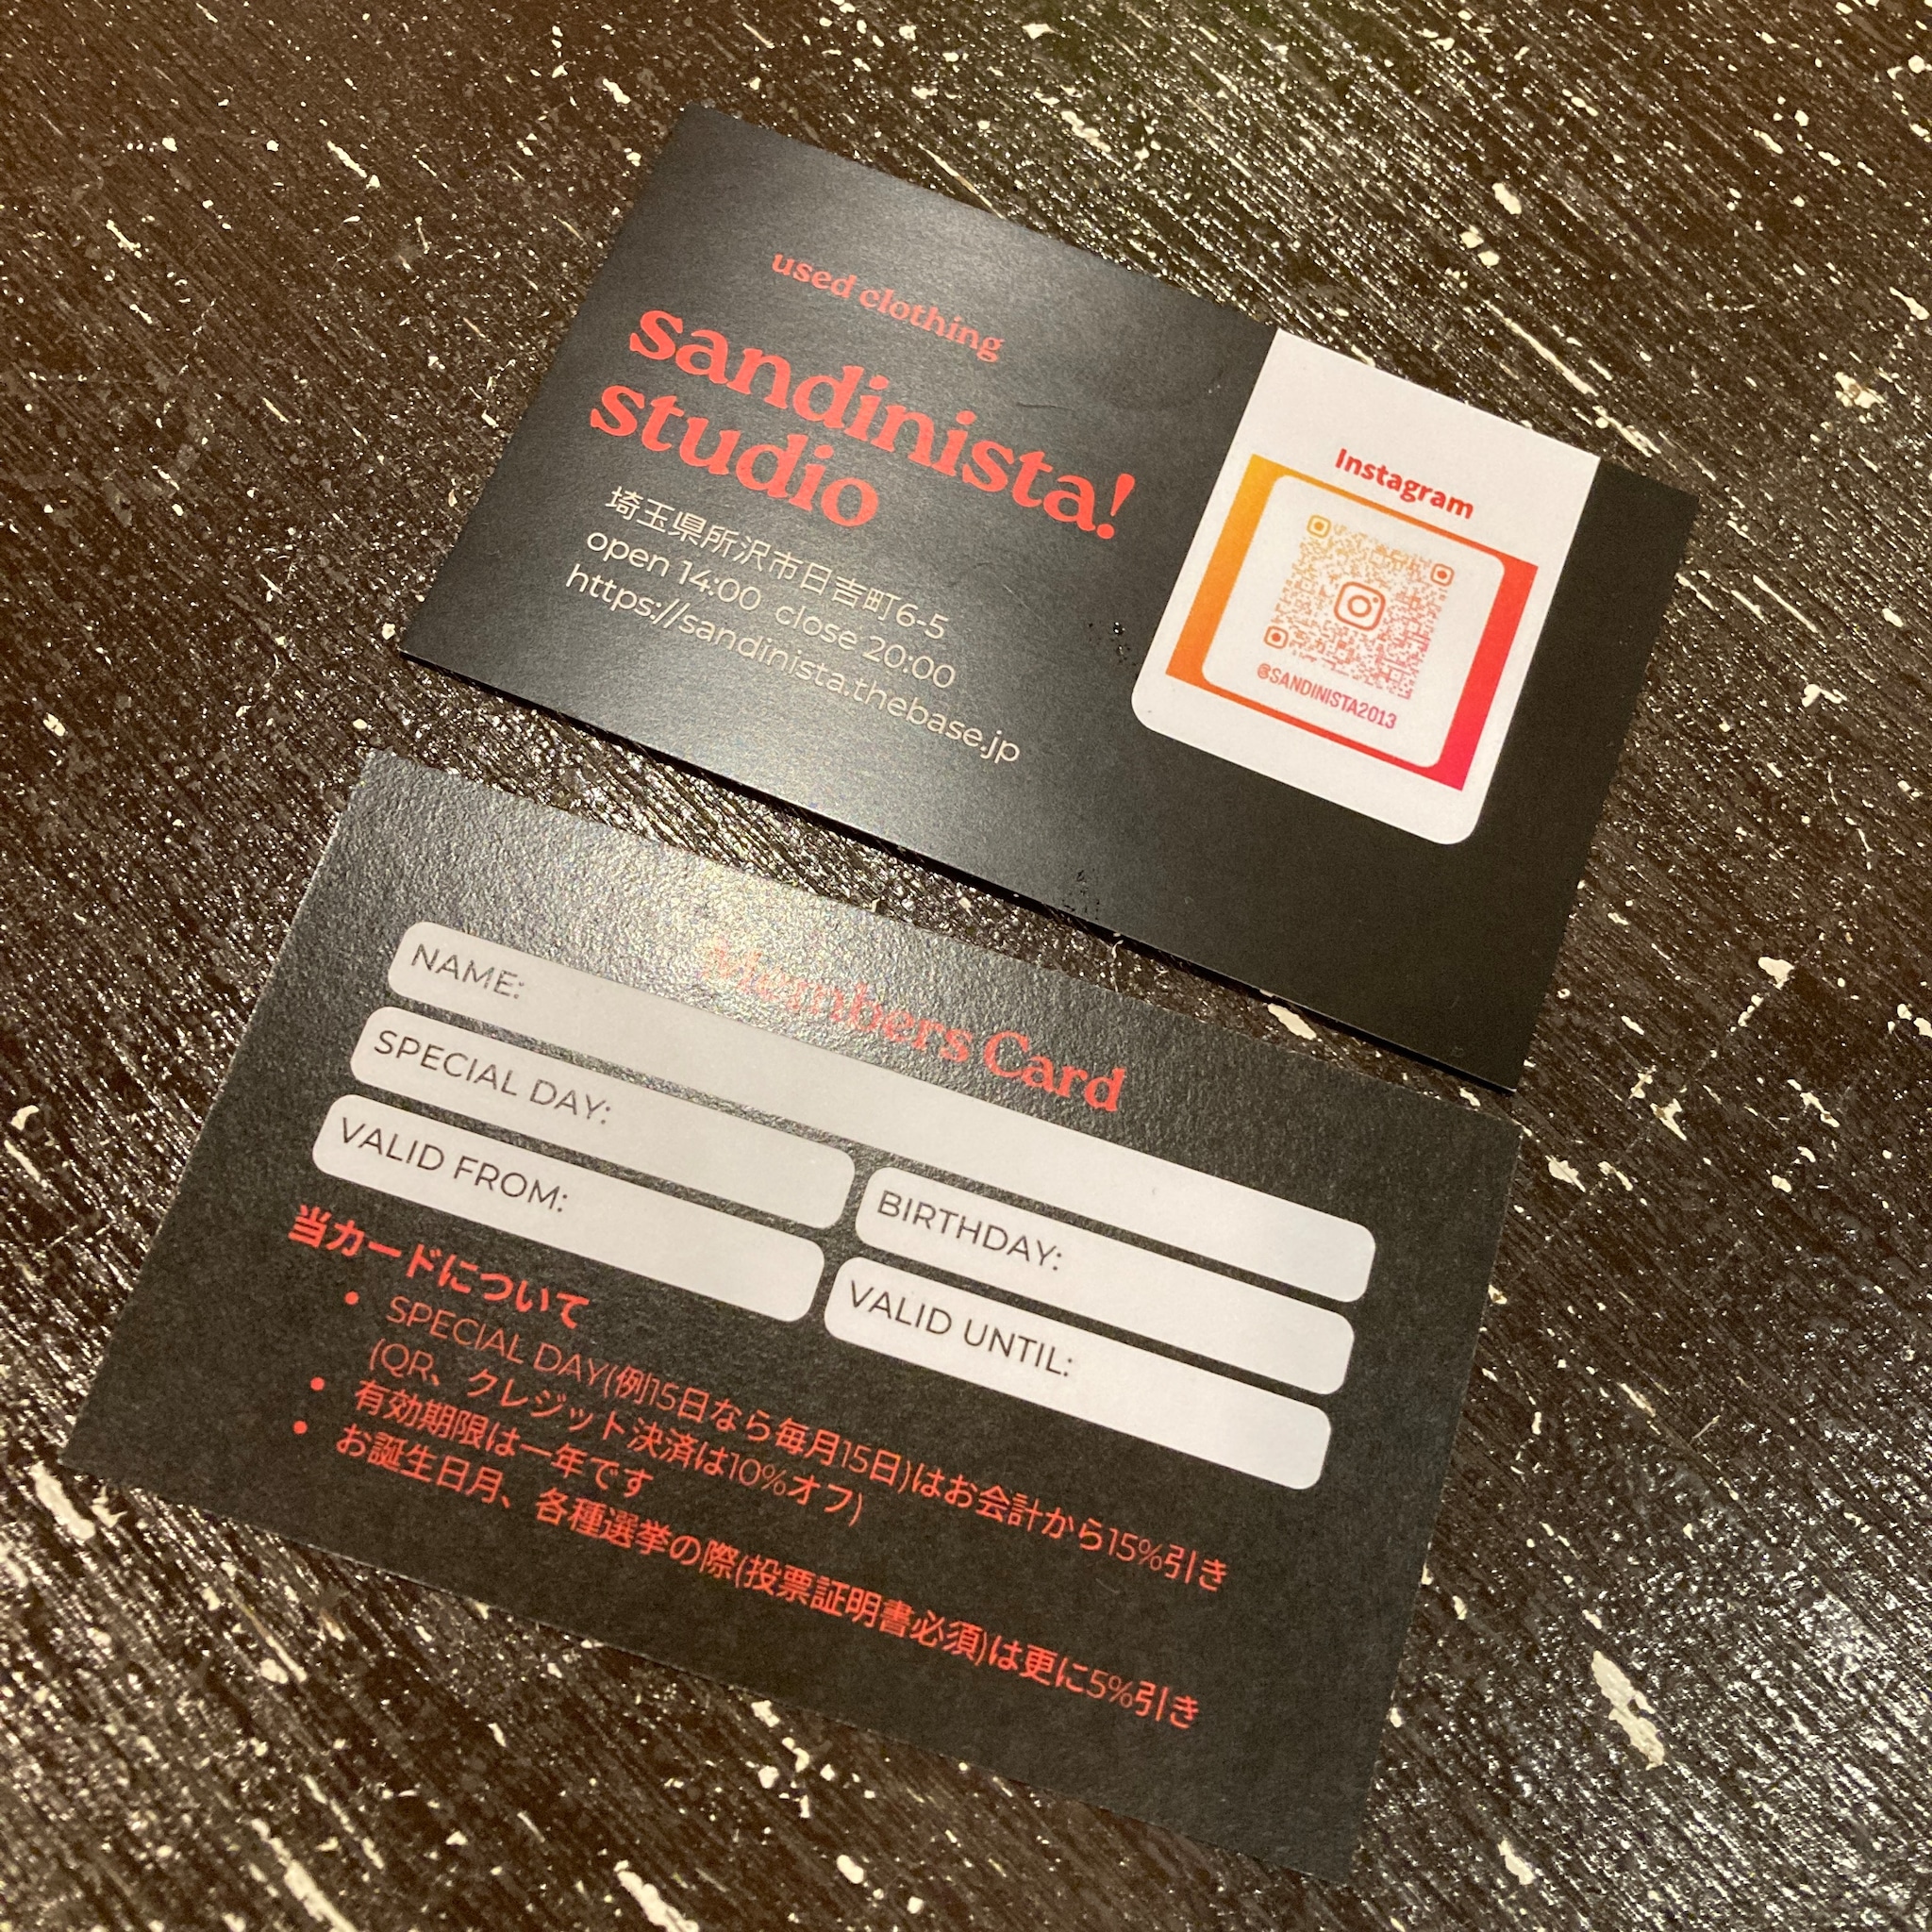 used clothing
sandinista!
studio
埼玉県所沢市日吉町6-5
open 14:00 close 20:00
https://sandinista.thebase.jp
Instagram
@SANDINISTA2013
Members Card
NAME:
SPECIAL DAY:
BIRTHDAY:
VALID FROM:
VALID UNTIL:
当カードについて
• SPECIAL DAY(例15日なら毎月15日)はお会計から15%引き
(QR、クレジット決済は10%オフ)
• 有効期限は一年です
• お誕生日月、各種選挙の際(投票証明書必須)は更に5%引き